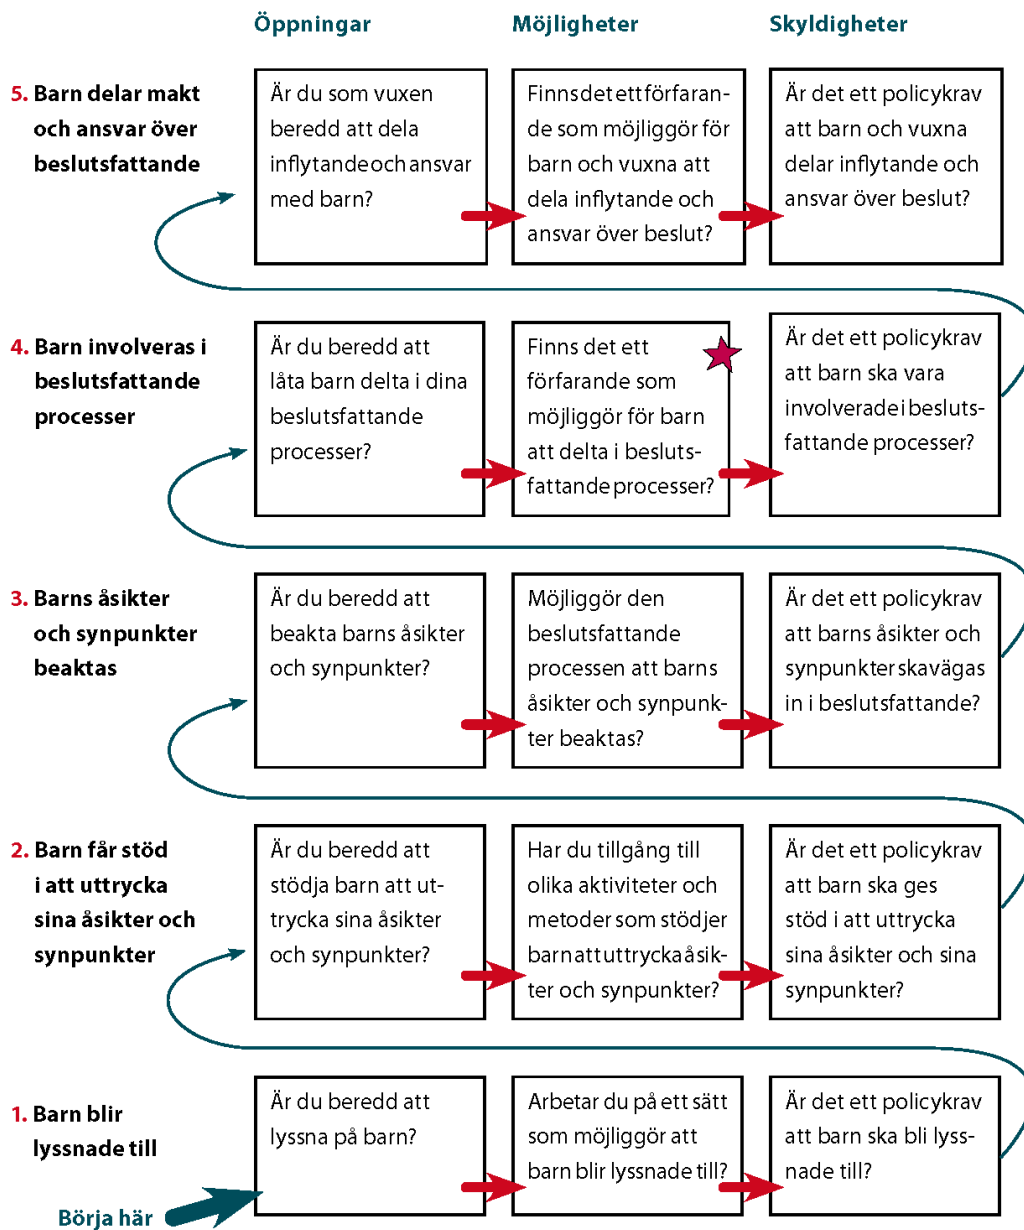 Öppningar
Möjligheter
Skyldigheter
5. Barn delar makt
och ansvar över
beslutsfattande
Är du som vuxen
beredd att dela
inflytande och ansvar
med barn?
Finns det ett förfaran-
de som möjliggör för
barn och vuxna att
dela inflytande och
ansvar över beslut?
Är det ett policykrav
att barn och vuxna
delar inflytande och
ansvar över beslut?
4. Barn involveras i
beslutsfattande
processer
Är du beredd att
låta barn delta i dina
beslutsfattande
processer?
Finns det ett
förfarande som
möjliggör för barn
att delta i besluts-
fattande processer?
Är det ett policykrav
att barn ska vara
involverade i besluts-
fattande processer?
3. Barns åsikter
och synpunkter
beaktas
Är du beredd att
beakta barns åsikter
och synpunkter?
Möjliggör den
beslutsfattande
processen att barns
åsikter och synpunk-
ter beaktas?
Är det ett policykrav
att barns åsikter och
synpunkter ska vägas
in i beslutsfattande?
2. Barn får stöd
i att uttrycka
sina åsikter och
synpunkter
Är du beredd att
stödja barn att ut-
trycka sina åsikter
och synpunkter?
Har du tillgång till
olika aktiviteter och
metoder som stödjer
barn att uttrycka åsik-
ter och synpunkter?
Är det ett policykrav
att barn ska ges
stöd i att uttrycka
sina åsikter och sina
synpunkter?
1. Barn blir
lyssnade till
Är du beredd att
lyssna på barn?
Arbetar du på ett sätt
som möjliggör att
barn blir lyssnade till?
Är det ett policykrav
att barn ska bli lyss-
nade till?
Börja här